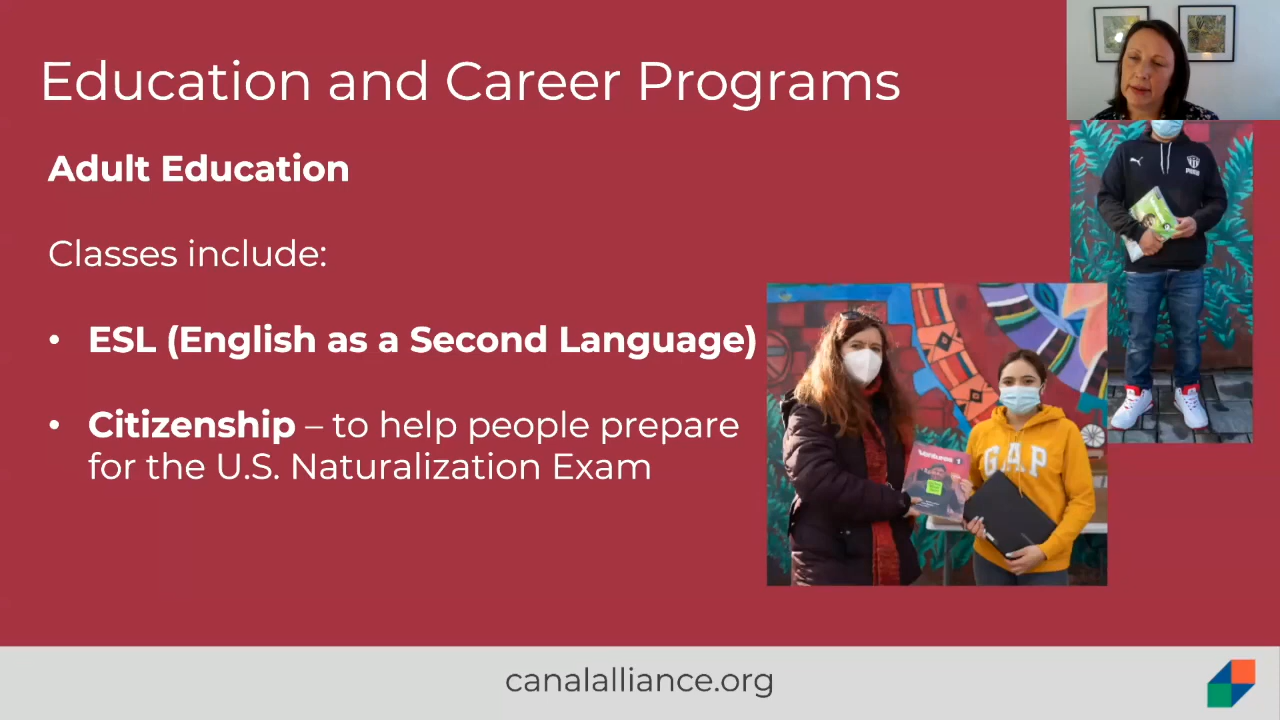 Education and Career Programs
Adult Education
Classes include:
• ESL (English as a Second Language)
• Citizenship – to help people prepare
for the U.S. Naturalization Exam
GAP
canalalliance.org